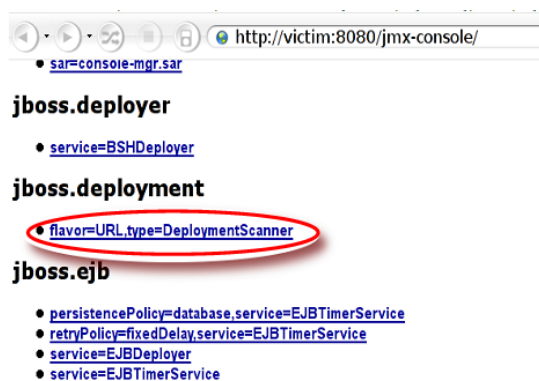 http://victim:8080/jmx-console/
sar=console-mgr.sar
jboss.deployer
service=BSHDeployer
jboss.deployment
flavor=URL,type=DeploymentScanner
jboss.ejb
persistencePolicy=database,service=EJBTimerService
retryPolicy=fixedDelay,service=EJBTimerService
service=EJBDeployer
service=EJBTimerService